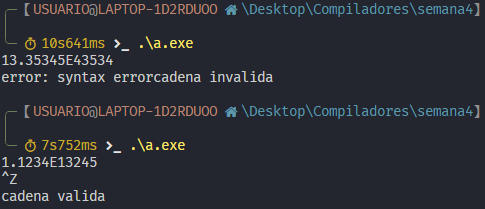 【USUARIO@LAPTOP-1D2RDUOO \Desktop\Compiladores\semana4】
10s641ms ❯_ .\a.exe
13.35345E43534
error: syntax errorcadena invalida
【USUARIO@LAPTOP-1D2RDUOO \Desktop\Compiladores\semana4】
7s752ms ❯_ .\a.exe
1.1234E13245
^Z
cadena valida